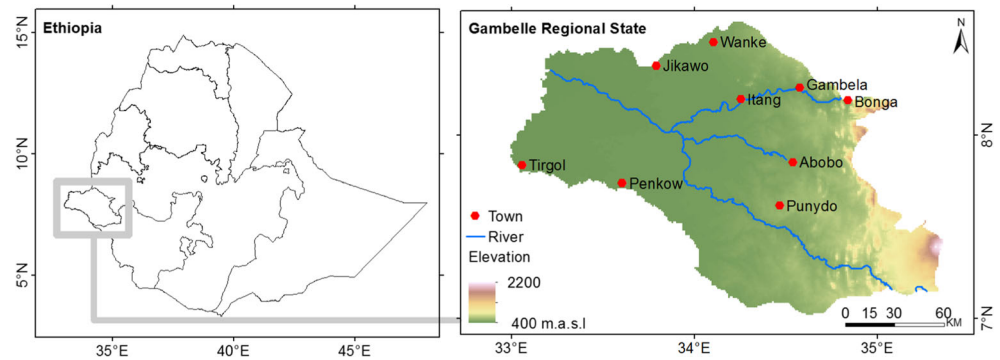 Ethiopia
15°N
10°N
5°N
35°E
40°E
45°E
Gambelle Regional State
N
Wanke
Jikawo
Gambela
Itang
Bonga
Tirgol
Abobo
Penkow
Punydo
Town
River
Elevation
2200
400 m.a.s.l
0 15 30 60
KM
8°N
7°N
33°E
34°E
35°E